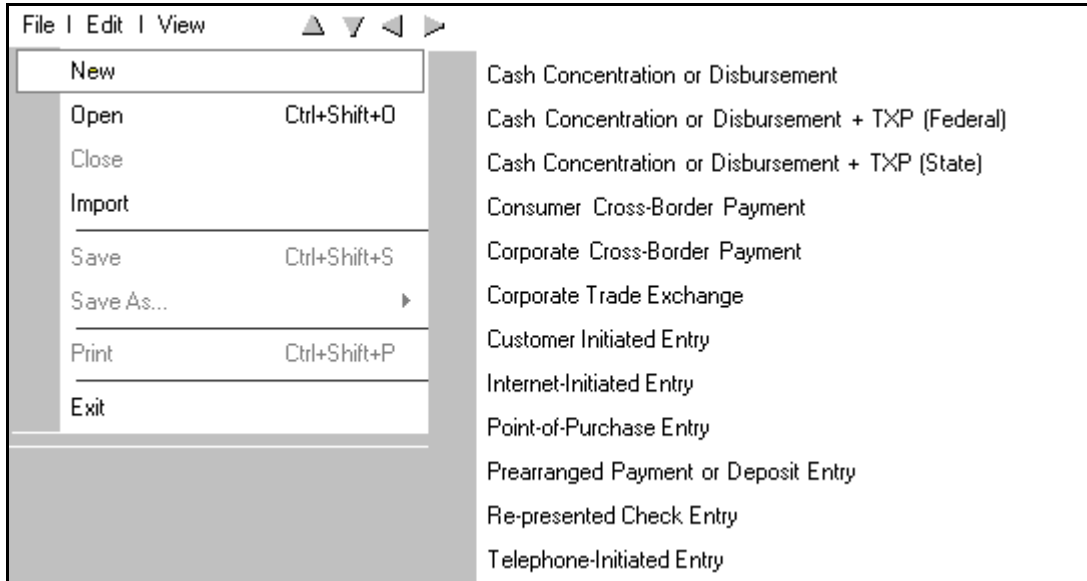 File | Edit | View
New
Open Ctrl+Shift+O
Close
Import
Save Ctrl+Shift+S
Save As...
Print Ctrl+Shift+P
Exit
Cash Concentration or Disbursement
Cash Concentration or Disbursement + TXP (Federal)
Cash Concentration or Disbursement + TXP (State)
Consumer Cross-Border Payment
Corporate Cross-Border Payment
Corporate Trade Exchange
Customer Initiated Entry
Internet-Initiated Entry
Point-of-Purchase Entry
Prearranged Payment or Deposit Entry
Re-presented Check Entry
Telephone-Initiated Entry